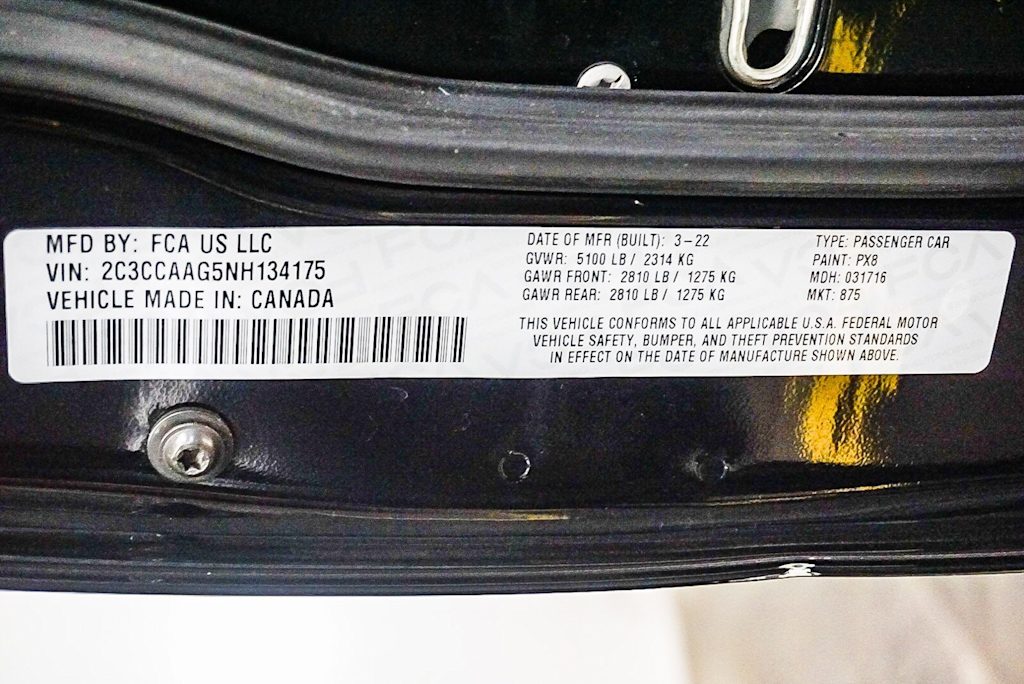 MFD BY: FCA US LLC
VIN: 2C3CCAAG5NH134175
VEHICLE MADE IN: CANADA
DATE OF MFR (BUILT): 3-22
GVWR: 5100 LB / 2314 KG
GAWR FRONT: 2810 LB / 1275 KG
GAWR REAR: 2810 LB / 1275 KG
TYPE: PASSENGER CAR
PAINT: PX8
MDH: 031716
MKT: 875
THIS VEHICLE CONFORMS TO ALL APPLICABLE U.S.A. FEDERAL MOTOR
VEHICLE SAFETY, BUMPER, AND THEFT PREVENTION STANDARDS
IN EFFECT ON THE DATE OF MANUFACTURE SHOWN ABOVE.